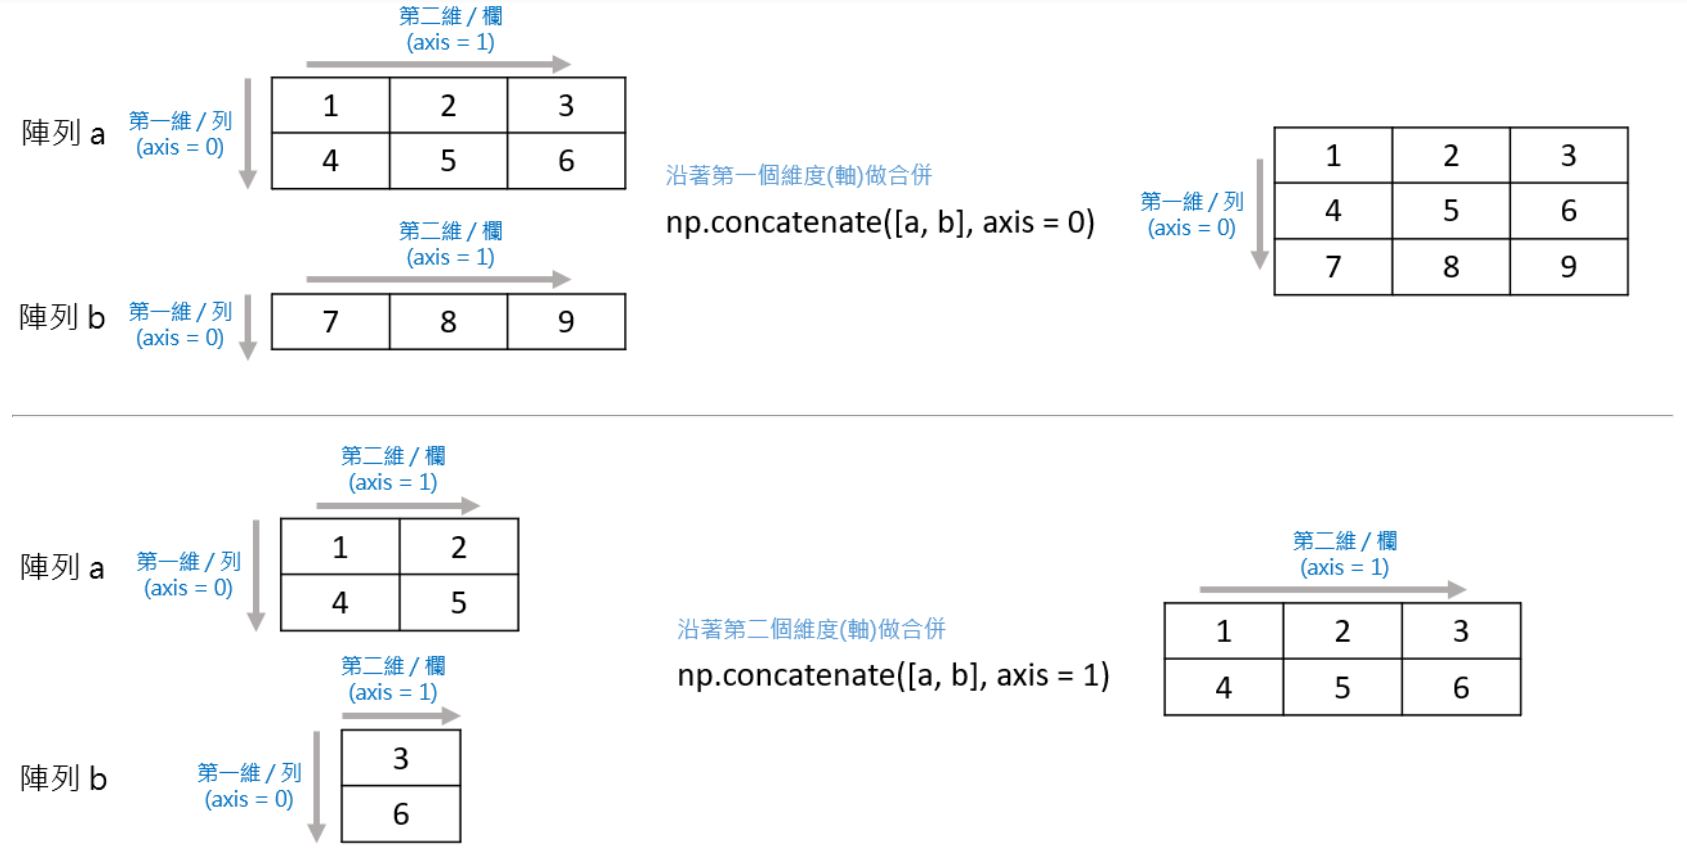 第二維 / 欄
(axis = 1)
陣列 a
第一維 / 列
(axis = 0)
1 2 3
4 5 6
第二維 / 欄
(axis = 1)
陣列 b
第一維 / 列
(axis = 0)
7 8 9
沿著第一個維度(軸)做合併
np.concatenate([a, b], axis = 0)
第一維 / 列
(axis = 0)
1 2 3
4 5 6
7 8 9
第二維 / 欄
(axis = 1)
陣列 a
第一維 / 列
(axis = 0)
1 2
4 5
第二維 / 欄
(axis = 1)
陣列 b
第一維 / 列
(axis = 0)
3
6
沿著第二個維度(軸)做合併
np.concatenate([a, b], axis = 1)
第二維 / 欄
(axis = 1)
1 2 3
4 5 6